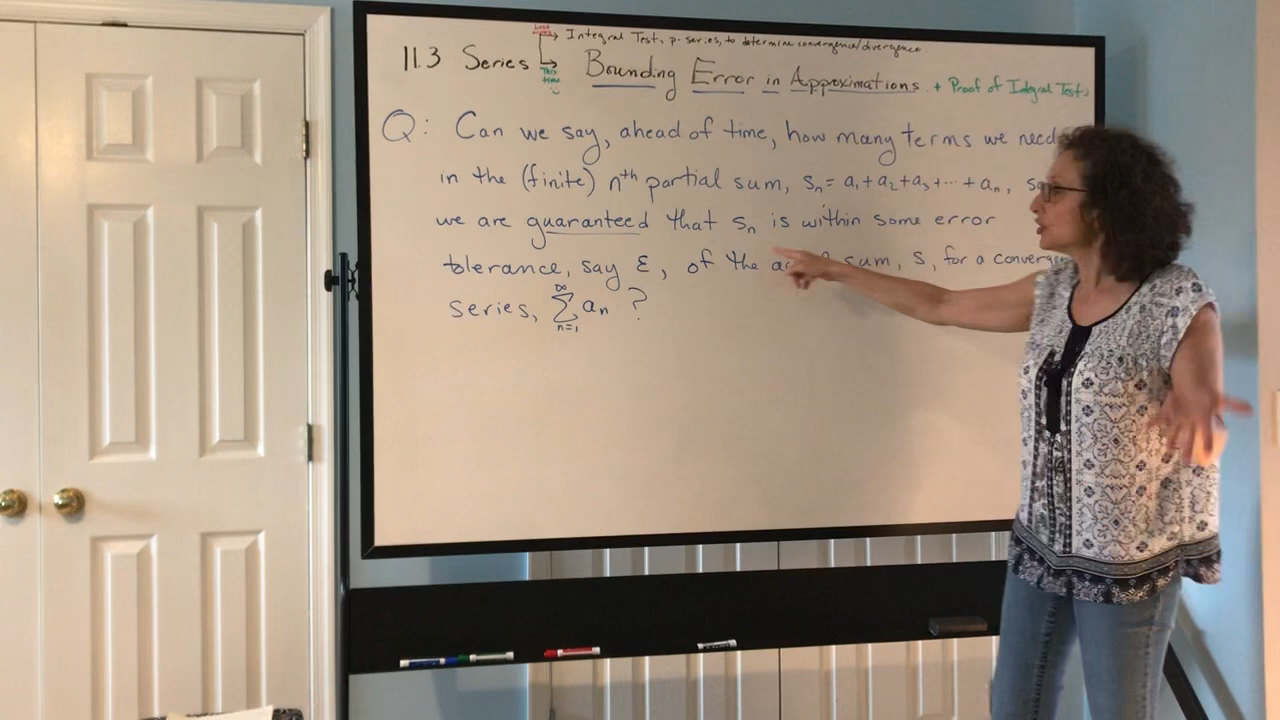 Last time → Integral Test, p-series, to determine convergence/divergence
11.3 Series → Bounding Error in Approximations. + Proof of Integral Test
This time
Q: Can we say, ahead of time, how many terms we need
in the (finite) nth partial sum, sn = a1+a2+a3+···+an,
we are guaranteed that sn is within some error
tolerance, say ε, of the sum, s, for a
series, ∞∑n=1 an ?